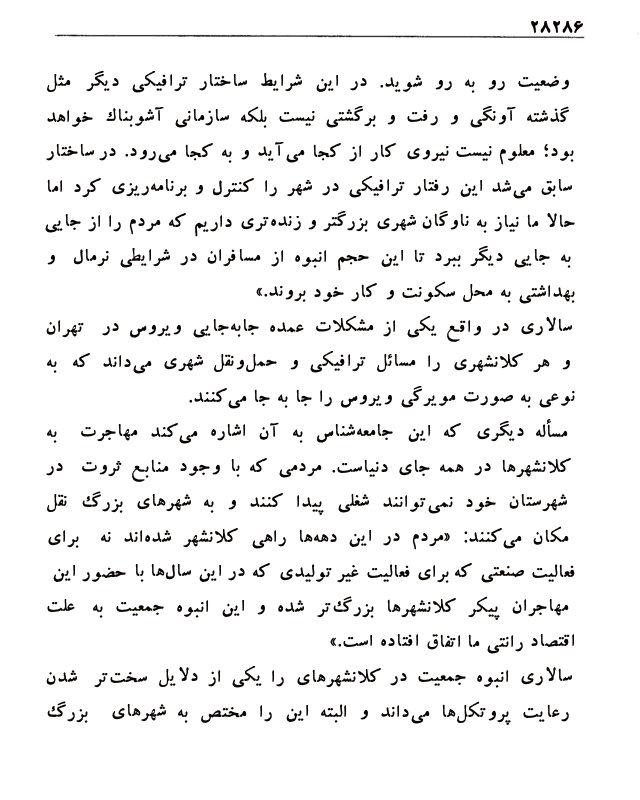 ۲۸۲۸۶
وضعیت رو به رو شوید. در این شرایط ساختار ترافیکی دیگر مثل
گذشته آونگی و رفت و برگشتی نیست بلکه سازمانی آشوبناك خواهد
بود؛ معلوم نیست نیروی کار از کجا می‌آید و به کجا می‌رود. در ساختار
سابق می‌شد این رفتار ترافیکی در شهر را کنترل و برنامه‌ریزی کرد اما
حالا ما نیاز به ناوگان شهری بزرگتر و زنده‌تری داریم که مردم را از جایی
به جایی دیگر ببرد تا این حجم انبوه از مسافران در شرایطی نرمال و
بهداشتی به محل سکونت و کار خود بروند.»
سالاری در واقع یکی از مشکلات عمده جابه‌جایی ویروس در تهران
و هر کلانشهری را مسائل ترافیکی و حمل‌ونقل شهری می‌داند که به
نوعی به صورت مویرگی ویروس را جا به جا می‌کنند.
مسأله دیگری که این جامعه‌شناس به آن اشاره می‌کند مهاجرت به
کلانشهرها در همه جای دنیاست. مردمی که با وجود منابع ثروت در
شهرستان خود نمی‌توانند شغلی پیدا کنند و به شهرهای بزرگ نقل
مکان می‌کنند: «مردم در این دهه‌ها راهی کلانشهر شده‌اند نه برای
فعالیت صنعتی که برای فعالیت غیر تولیدی که در این سال‌ها با حضور این
مهاجران پیکر کلانشهرها بزرگ‌تر شده و این انبوه جمعیت به علت
اقتصاد رانتی ما اتفاق افتاده است.»
سالاری انبوه جمعیت در کلانشهرهای را یکی از دلایل سخت‌تر شدن
رعایت پروتکل‌ها می‌داند و البته این را مختص به شهرهای بزرگ